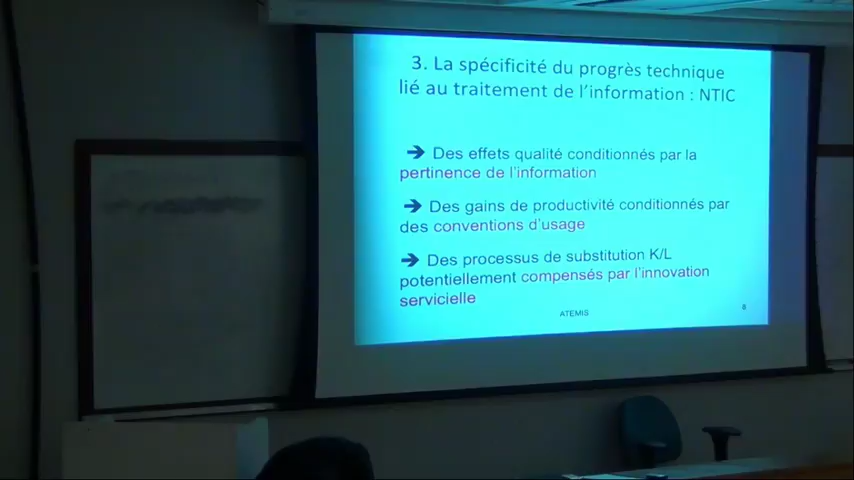 3. La spécificité du progrès technique
lié au traitement de l'information : NTIC
➔ Des effets qualité conditionnés par la
pertinence de l'information
➔ Des gains de productivité conditionnés par
des conventions d'usage
➔ Des processus de substitution K/L
potentiellement compensés par l'innovation
servicielle
ATEMIS
8